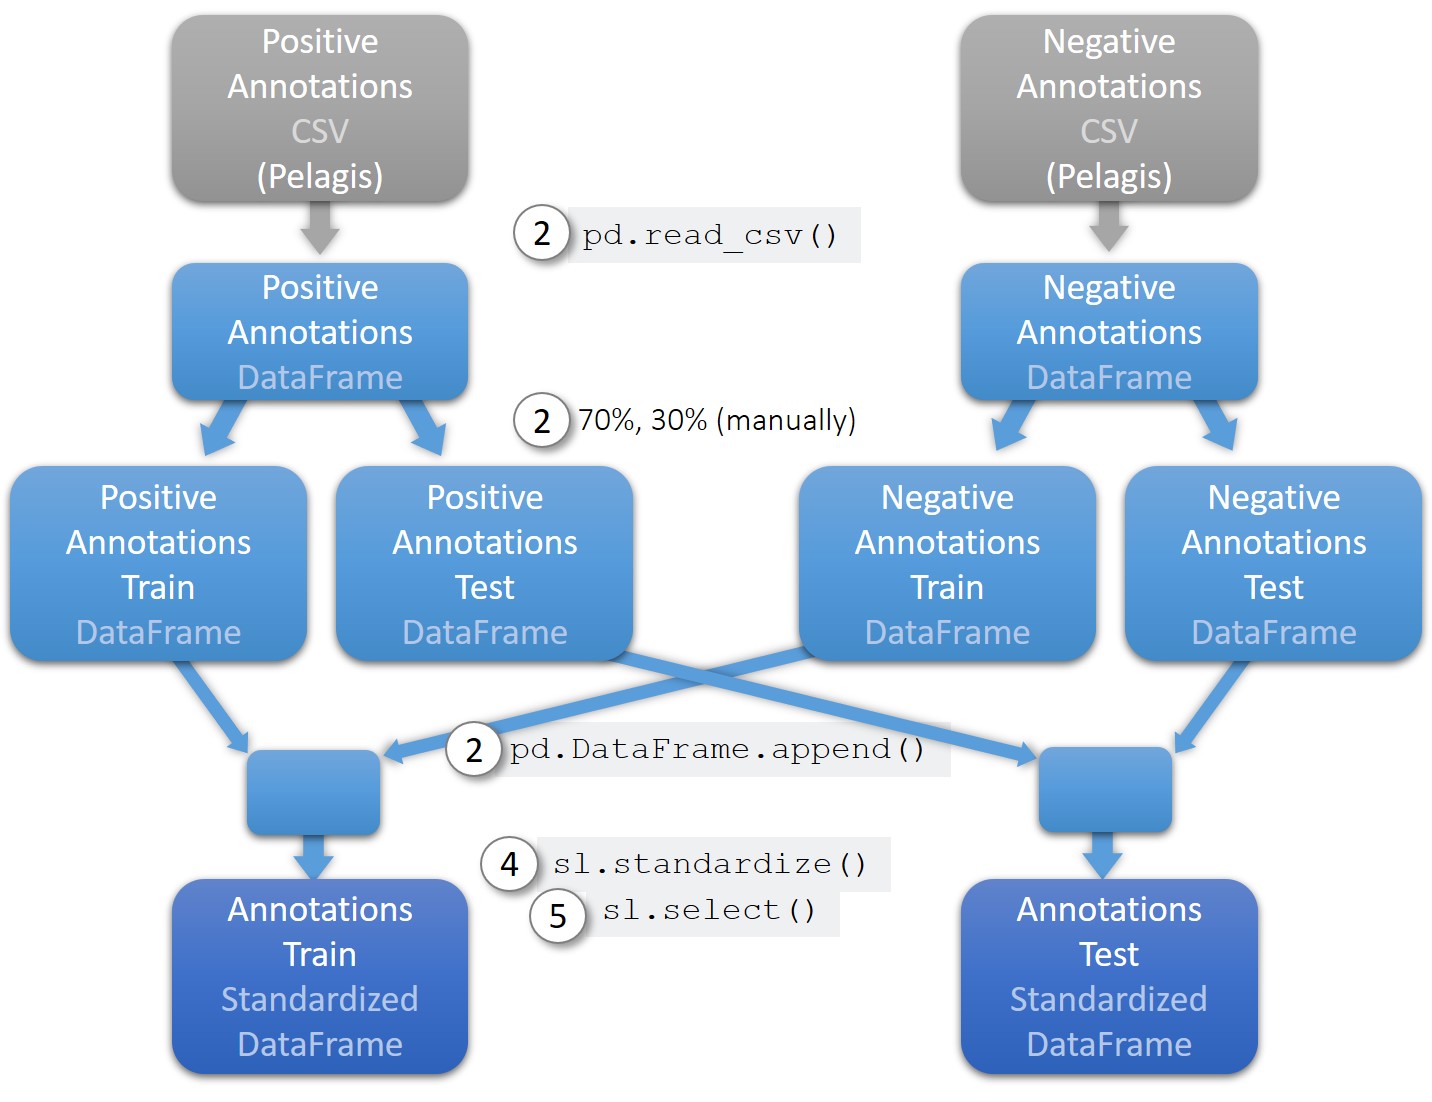 Positive
Annotations
CSV
(Pelagis)
Negative
Annotations
CSV
(Pelagis)
2 pd.read_csv()
Positive
Annotations
DataFrame
Negative
Annotations
DataFrame
2 70%, 30% (manually)
Positive
Annotations
Train
DataFrame
Positive
Annotations
Test
DataFrame
Negative
Annotations
Train
DataFrame
Negative
Annotations
Test
DataFrame
2 pd.DataFrame.append()
4 sl.standardize()
5 sl.select()
Annotations
Train
Standardized
DataFrame
Annotations
Test
Standardized
DataFrame